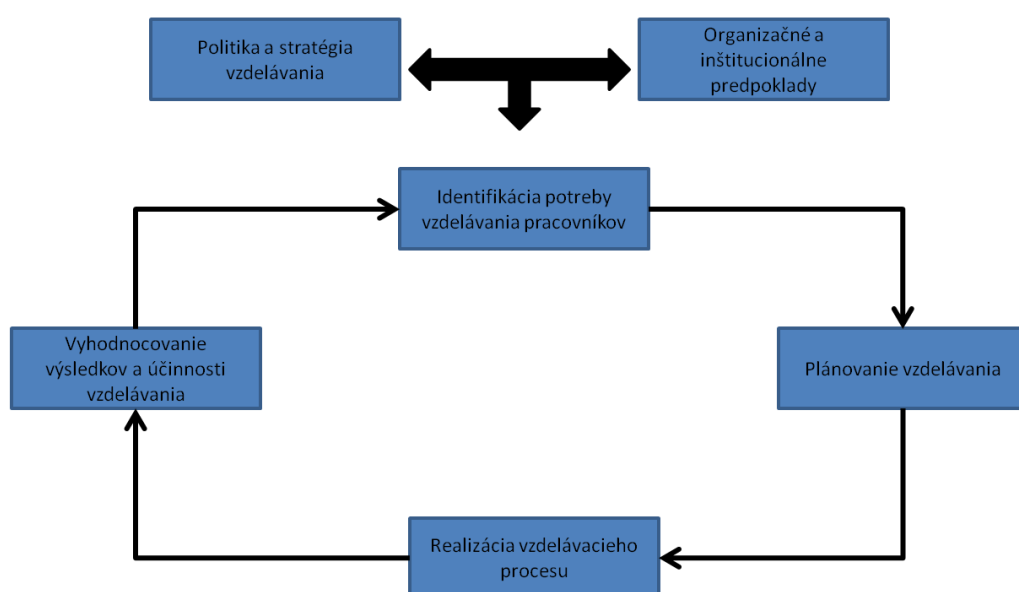 Politika a stratégia
vzdelávania
Organizačné a
inštitucionálne
predpoklady
Identifikácia potreby
vzdelávania pracovníkov
Vyhodnocovanie
výsledkov a účinnosti
vzdelávania
Plánovanie vzdelávania
Realizácia vzdelávacieho
procesu